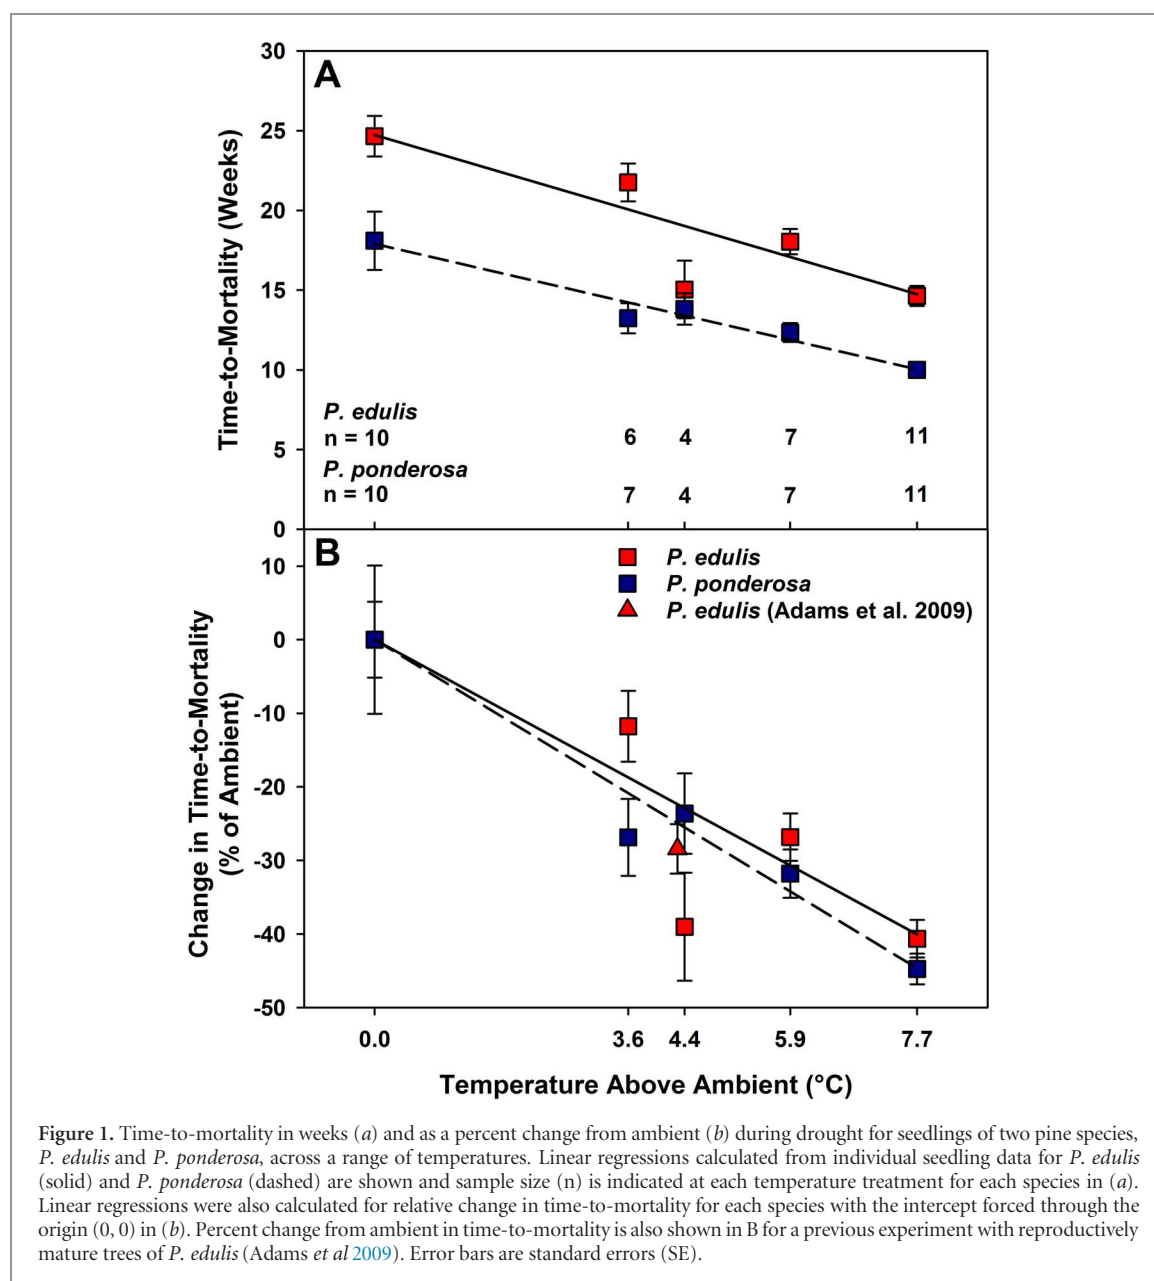 A
30
25
20
15
10
5
0
Time-to-Mortality (Weeks)
P. edulis
n = 10 6 4 7 11
P. ponderosa
n = 10 7 4 7 11
B
P. edulis
P. ponderosa
P. edulis (Adams et al. 2009)
10
0
-10
-20
-30
-40
-50
Change in Time-to-Mortality
(% of Ambient)
0.0 3.6 4.4 5.9 7.7
Temperature Above Ambient (°C)
Figure 1. Time-to-mortality in weeks (a) and as a percent change from ambient (b) during drought for seedlings of two pine species,
P. edulis and P. ponderosa, across a range of temperatures. Linear regressions calculated from individual seedling data for P. edulis
(solid) and P. ponderosa (dashed) are shown and sample size (n) is indicated at each temperature treatment for each species in (a).
Linear regressions were also calculated for relative change in time-to-mortality for each species with the intercept forced through the
origin (0, 0) in (b). Percent change from ambient in time-to-mortality is also shown in B for a previous experiment with reproductively
mature trees of P. edulis (Adams et al 2009). Error bars are standard errors (SE).